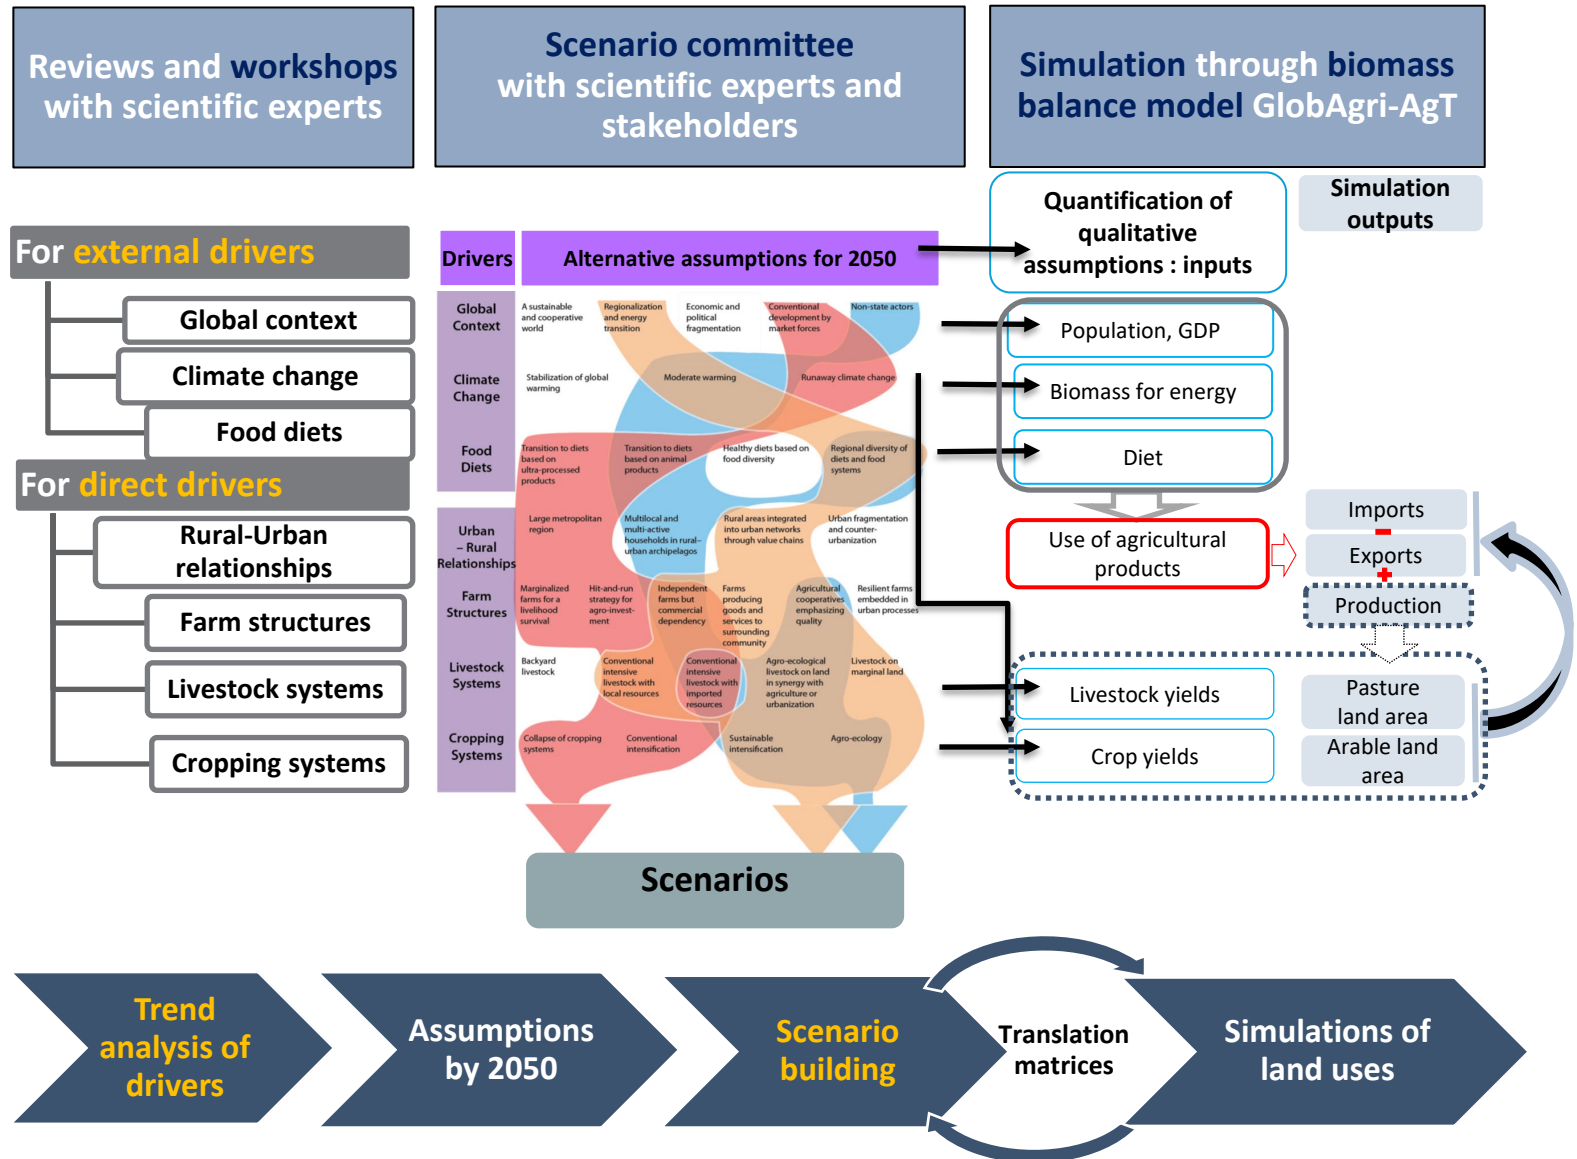 Reviews and workshops
with scientific experts
Scenario committee
with scientific experts and
stakeholders
Simulation through biomass
balance model GlobAgri-AgT
For external drivers
Global context
Climate change
Food diets
For direct drivers
Rural-Urban
relationships
Farm structures
Livestock systems
Cropping systems
Drivers
Alternative assumptions for 2050
Global
Context
A sustainable
and cooperative
world
Regionalization
and energy
transition
Economic and
political
fragmentation
Conventional
development by
market forces
Non-state actors
Climate
Change
Stabilization of global
warming
Moderate warming
Runaway climate change
Food
Diets
Transition to diets
based on
ultra-processed
products
Transition to diets
based on animal
products
Healthy diets based on
food diversity
Regional diversity of
diets and food
systems
Urban
– Rural
Relationships
Large metropolitan
region
Multilocal and
multi-active
households in rural–
urban archipelagos
Rural areas integrated
into urban networks
through value chains
Urban fragmentation
and counter-
urbanization
Farm
Structures
Marginalized
farms for a
livelihood
survival
Hit-and-run
strategy for
agro-invest-
ment
Independent
farms but
commercial
dependency
Farms
producing
goods and
services to
surrounding
community
Agricultural
cooperatives
emphasizing
quality
Resilient farms
embedded in
urban processes
Livestock
Systems
Backyard
livestock
Conventional
intensive
livestock with
local resources
Conventional
intensive
livestock with
imported
resources
Agro-ecological
livestock on land
in synergy with
agriculture or
urbanization
Livestock on
marginal land
Cropping
Systems
Collapse of cropping
systems
Conventional
intensification
Sustainable
intensification
Agro-ecology
Scenarios
Quantification of
qualitative
assumptions : inputs
Simulation
outputs
Population, GDP
Biomass for energy
Diet
Use of agricultural
products
Imports
-
Exports
+
Production
Livestock yields
Crop yields
Pasture
land area
Arable land
area
Trend
analysis of
drivers
Assumptions
by 2050
Scenario
building
Translation
matrices
Simulations of
land uses